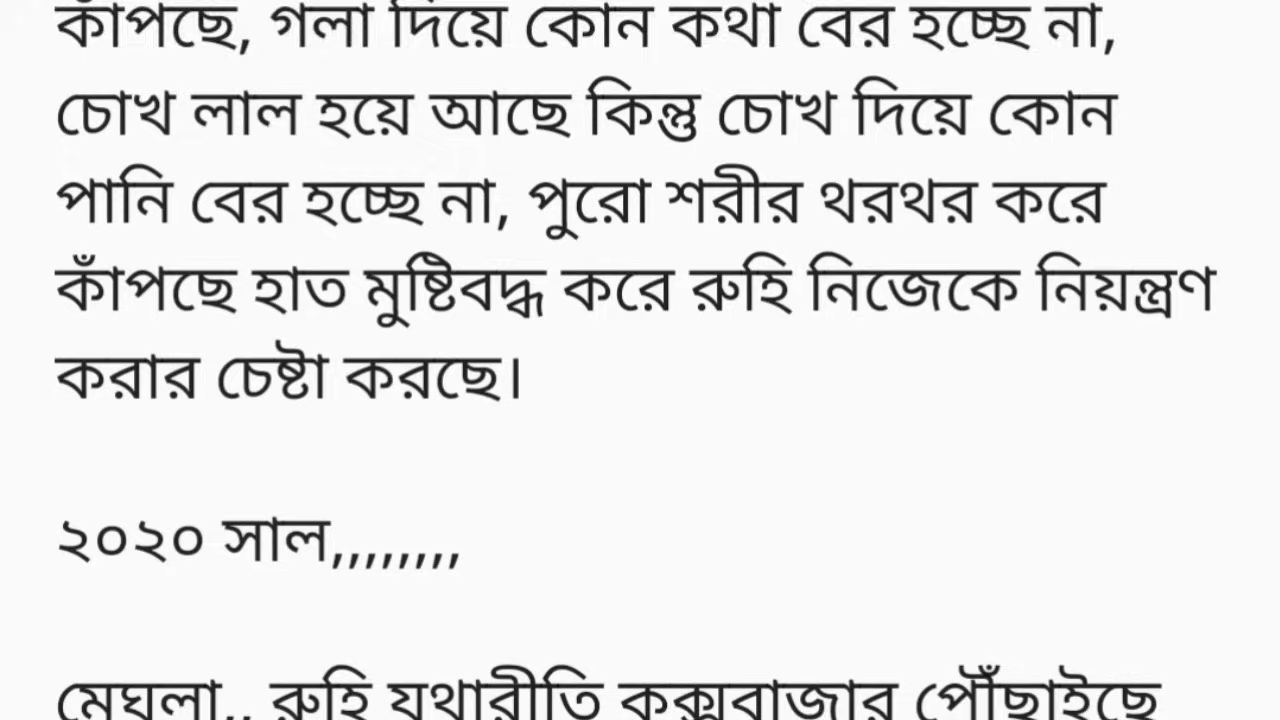 কাঁপছে, গলা দিয়ে কোন কথা বের হচ্ছে না,
চোখ লাল হয়ে আছে কিন্তু চোখ দিয়ে কোন
পানি বের হচ্ছে না, পুরো শরীর থরথর করে
কাঁপছে হাত মুষ্টিবদ্ধ করে রুহি নিজেকে নিয়ন্ত্রণ
করার চেষ্টা করছে।
২০২০ সাল,,,,,,,,
মেঘলা,, রুহি যথারীতি কক্সবাজার পৌঁছাইছে